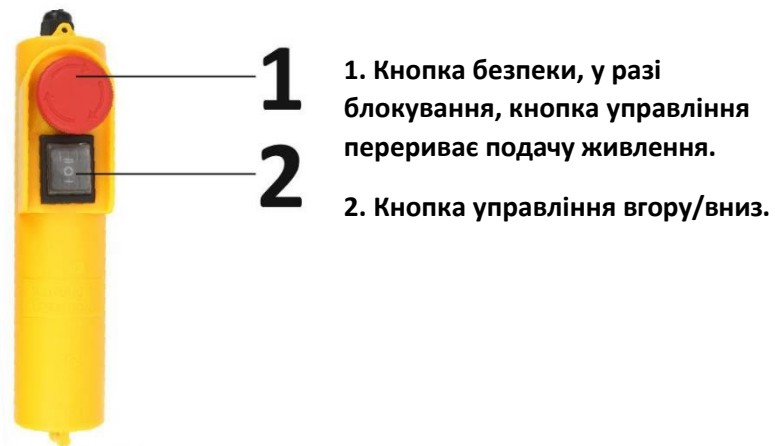 1
1. Кнопка безпеки, у разі
блокування, кнопка управління
перериває подачу живлення.
2
2. Кнопка управління вгору/вниз.